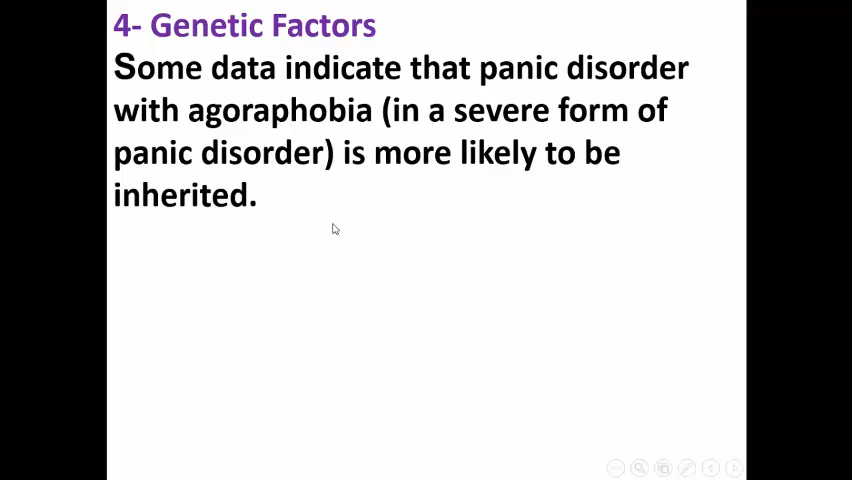 4- Genetic Factors
Some data indicate that panic disorder
with agoraphobia (in a severe form of
panic disorder) is more likely to be
inherited.